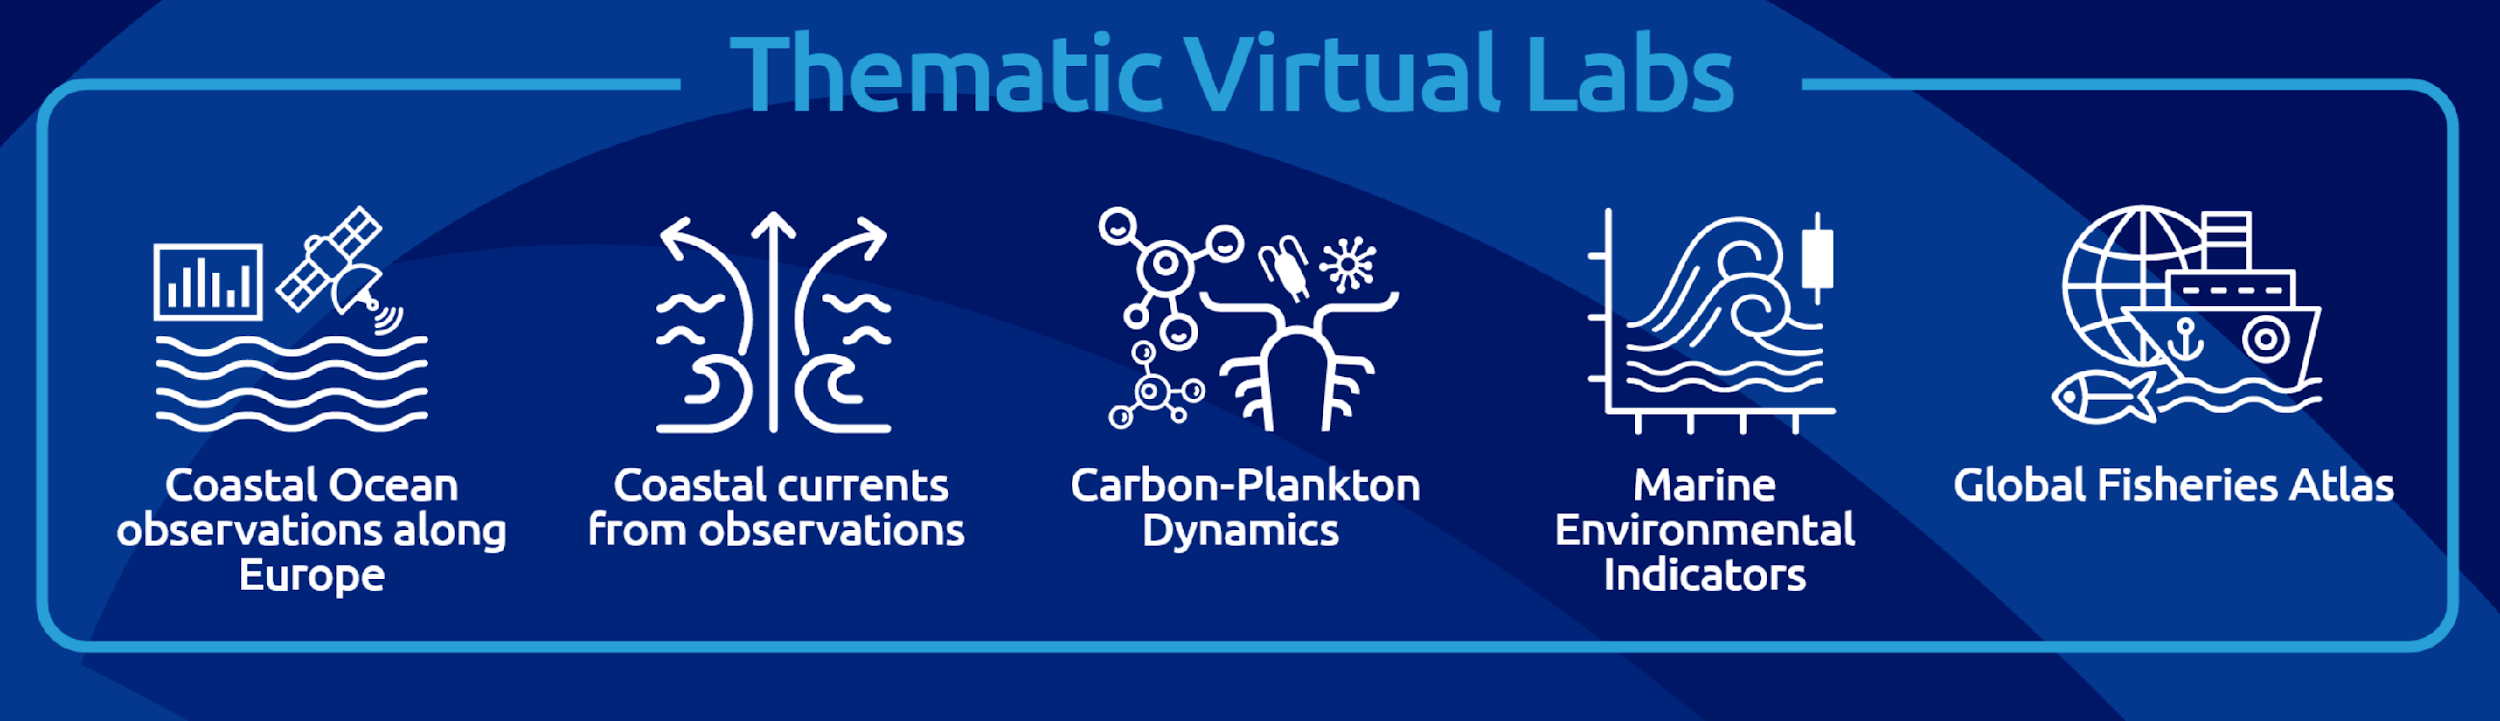 Thematic Virtual Labs
Coastal Ocean
observations along
Europe
Coastal currents
from observations
Carbon-Plankton
Dynamics
Marine
Environmental
Indicators
Global Fisheries Atlas